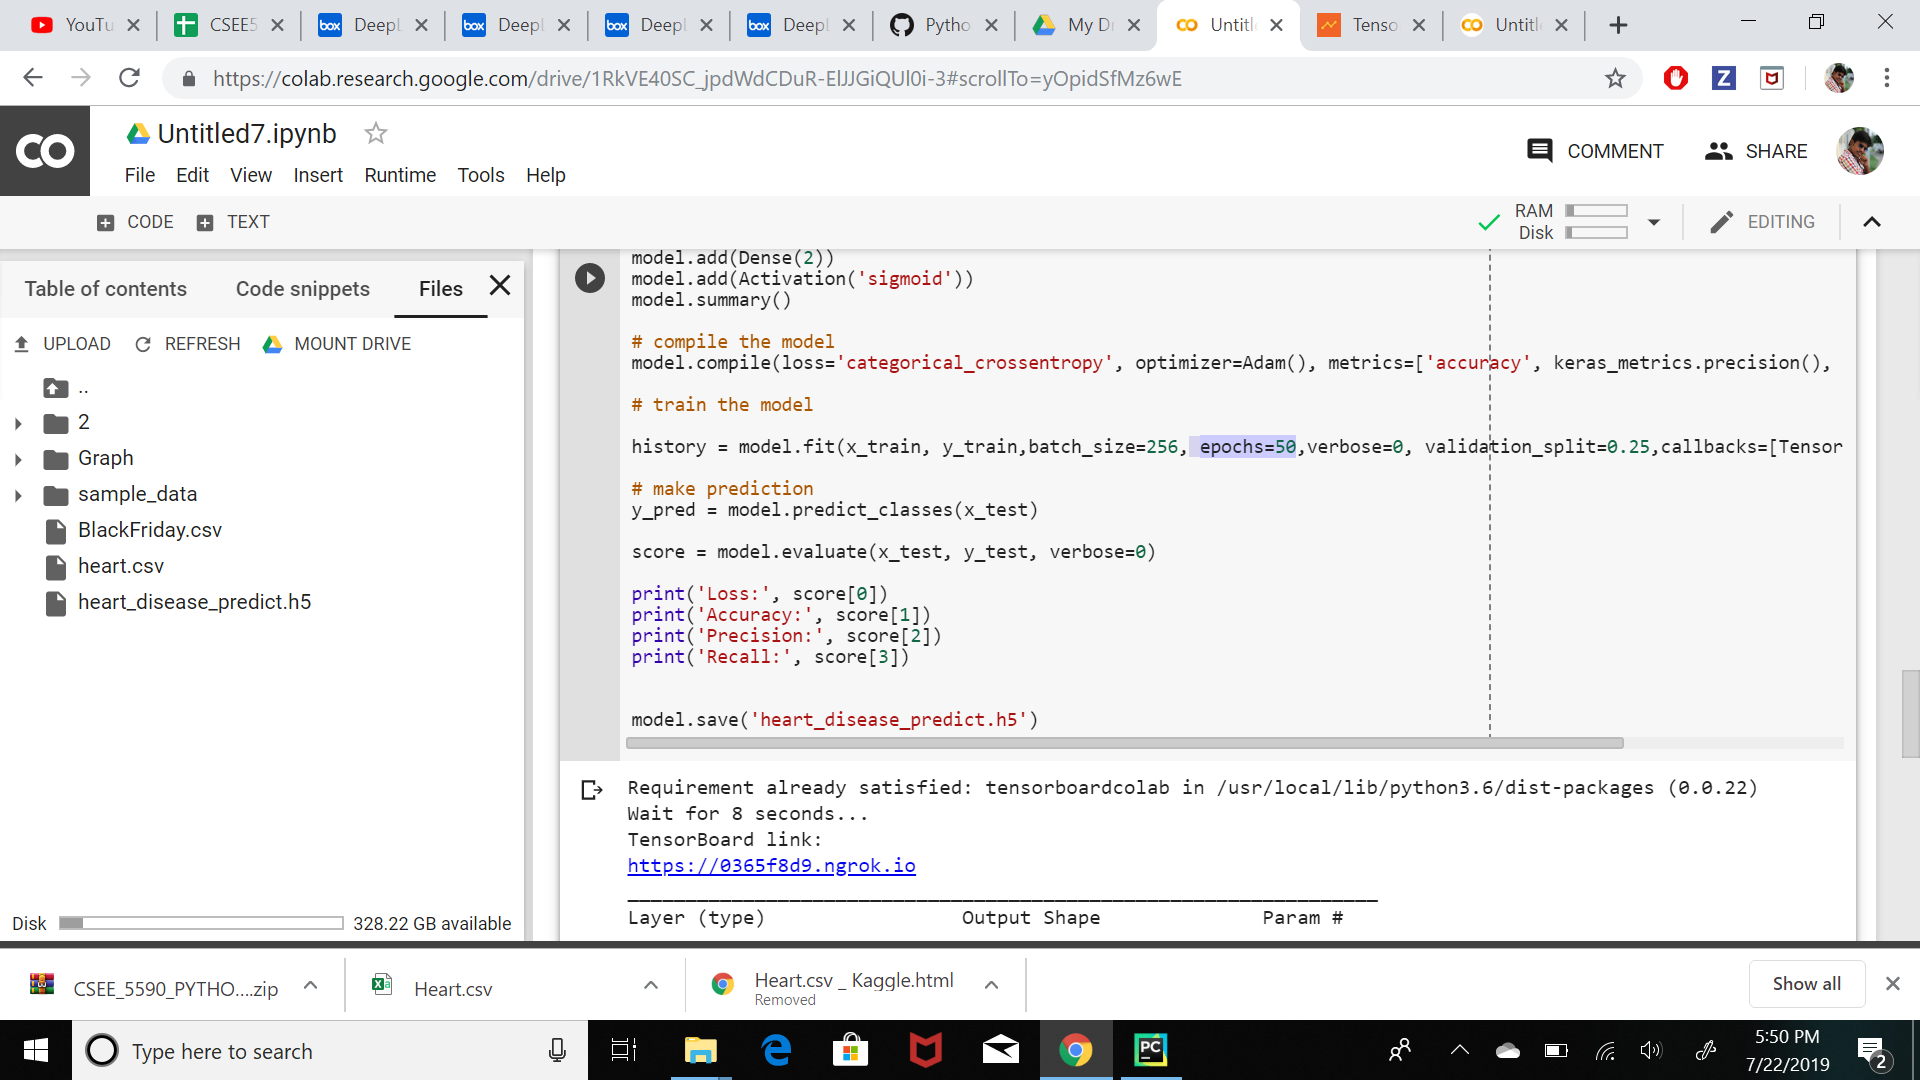 YouTu
CSEE5
box DeepL
box DeepL
box DeepL
box DeepL
Pytho
My Dr
Untitle
Tenso
Untitle
https://colab.research.google.com/drive/1RkVE40SC_jpdWdCDuR-ElJJGiQUl0i-3#scrollTo=yOpidSfMz6wE
Z
CO
Untitled7.ipynb
COMMENT
SHARE
File Edit View Insert Runtime Tools Help
CODE TEXT
RAM
Disk
EDITING
Table of contents Code snippets Files
UPLOAD REFRESH MOUNT DRIVE
..
2
Graph
sample_data
BlackFriday.csv
heart.csv
heart_disease_predict.h5
Disk 328.22 GB available
model.add(Dense(2))
model.add(Activation('sigmoid'))
model.summary()
# compile the model
model.compile(loss='categorical_crossentropy', optimizer=Adam(), metrics=['accuracy', keras_metrics.precision(),
# train the model
history = model.fit(x_train, y_train,batch_size=256, epochs=50,verbose=0, validation_split=0.25,callbacks=[Tensor
# make prediction
y_pred = model.predict_classes(x_test)
score = model.evaluate(x_test, y_test, verbose=0)
print('Loss:', score[0])
print('Accuracy:', score[1])
print('Precision:', score[2])
print('Recall:', score[3])
model.save('heart_disease_predict.h5')
Requirement already satisfied: tensorboardcolab in /usr/local/lib/python3.6/dist-packages (0.0.22)
Wait for 8 seconds...
TensorBoard link:
https://0365f8d9.ngrok.io
Layer (type) Output Shape Param #
CSEE_5590_PYTHO....zip
Heart.csv
Heart.csv _ Kaggle.html
Removed
Show all
Type here to search
PC
5:50 PM
7/22/2019
2